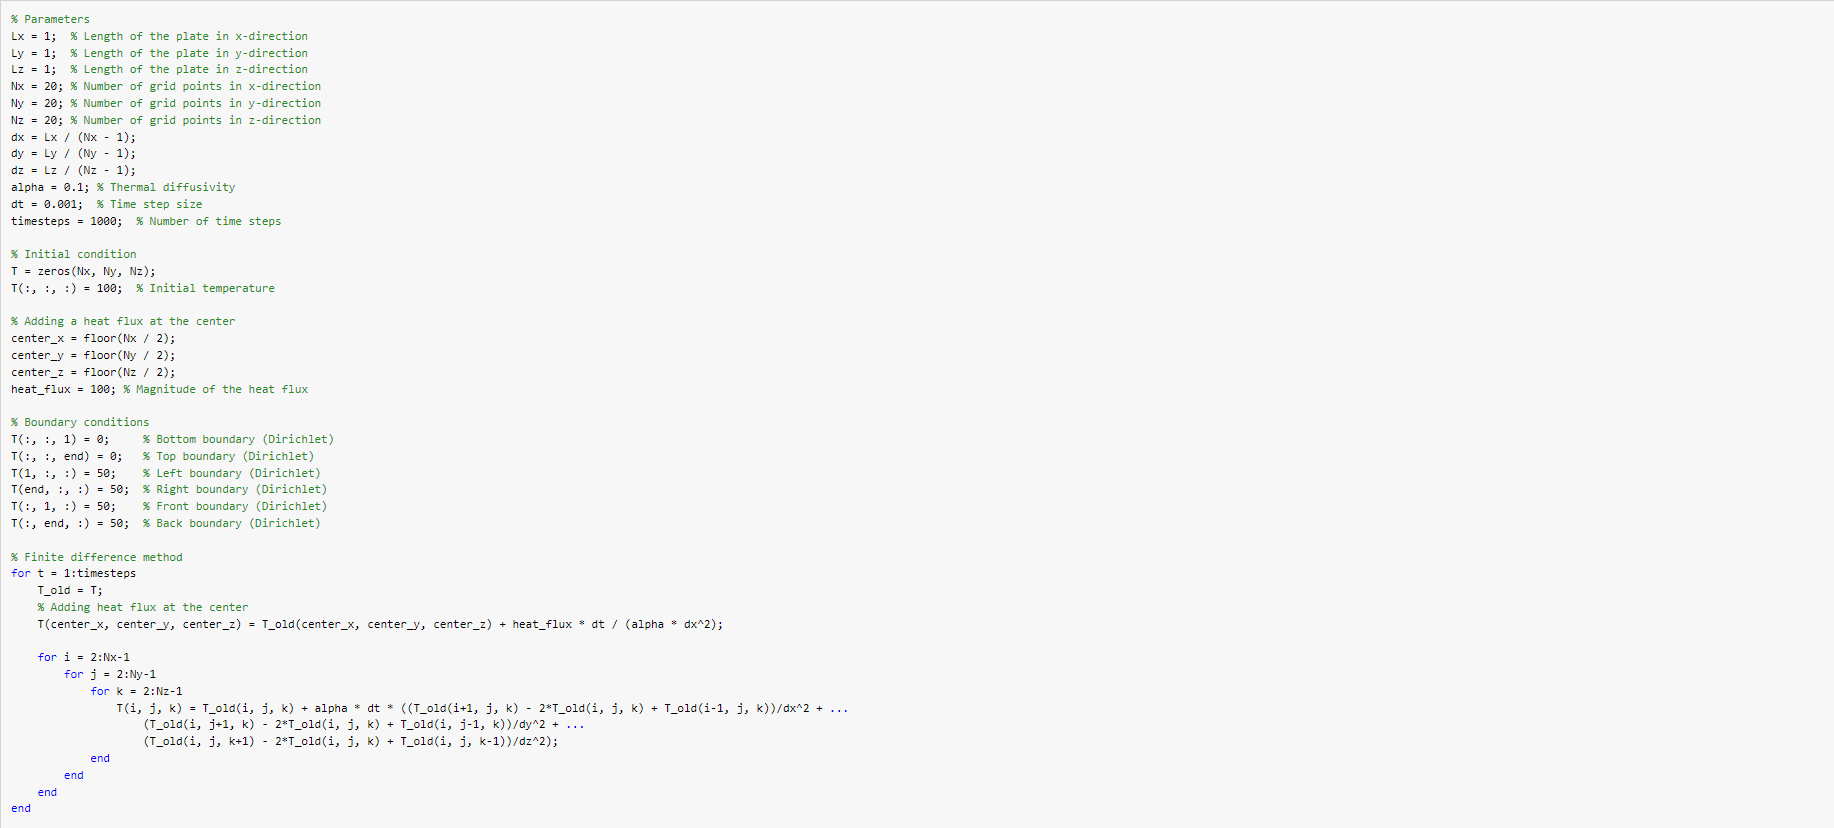 % Parameters
Lx = 1;  % Length of the plate in x-direction
Ly = 1;  % Length of the plate in y-direction
Lz = 1;  % Length of the plate in z-direction
Nx = 20; % Number of grid points in x-direction
Ny = 20; % Number of grid points in y-direction
Nz = 20; % Number of grid points in z-direction
dx = Lx / (Nx - 1);
dy = Ly / (Ny - 1);
dz = Lz / (Nz - 1);
alpha = 0.1; % Thermal diffusivity
dt = 0.001;  % Time step size
timesteps = 1000;  % Number of time steps
% Initial condition
T = zeros(Nx, Ny, Nz);
T(:, :, :) = 100;  % Initial temperature
% Adding a heat flux at the center
center_x = floor(Nx / 2);
center_y = floor(Ny / 2);
center_z = floor(Nz / 2);
heat_flux = 100; % Magnitude of the heat flux
% Boundary conditions
T(:, :, 1) = 0;     % Bottom boundary (Dirichlet)
T(:, :, end) = 0;   % Top boundary (Dirichlet)
T(1, :, :) = 50;    % Left boundary (Dirichlet)
T(end, :, :) = 50;  % Right boundary (Dirichlet)
T(:, 1, :) = 50;    % Front boundary (Dirichlet)
T(:, end, :) = 50;  % Back boundary (Dirichlet)
% Finite difference method
for t = 1:timesteps
    T_old = T;
    % Adding heat flux at the center
    T(center_x, center_y, center_z) = T_old(center_x, center_y, center_z) + heat_flux * dt / (alpha * dx^2);
    for i = 2:Nx-1
        for j = 2:Ny-1
            for k = 2:Nz-1
                T(i, j, k) = T_old(i, j, k) + alpha * dt * ((T_old(i+1, j, k) - 2*T_old(i, j, k) + T_old(i-1, j, k))/dx^2 + ...
                    (T_old(i, j+1, k) - 2*T_old(i, j, k) + T_old(i, j-1, k))/dy^2 + ...
                    (T_old(i, j, k+1) - 2*T_old(i, j, k) + T_old(i, j, k-1))/dz^2);
            end
        end
    end
end